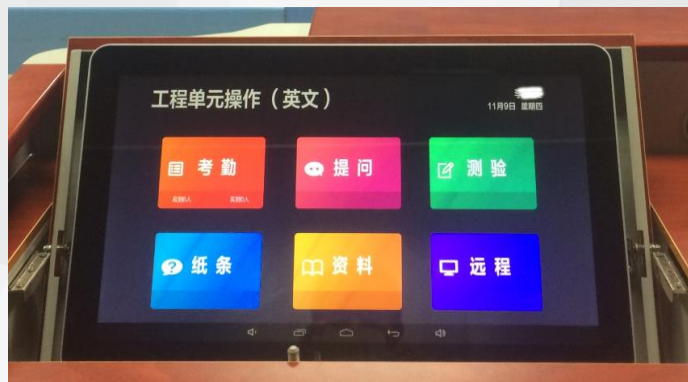 工程单元操作（英文）
11月9日 星期四
考勤
提问
测验
纸条
资料
远程